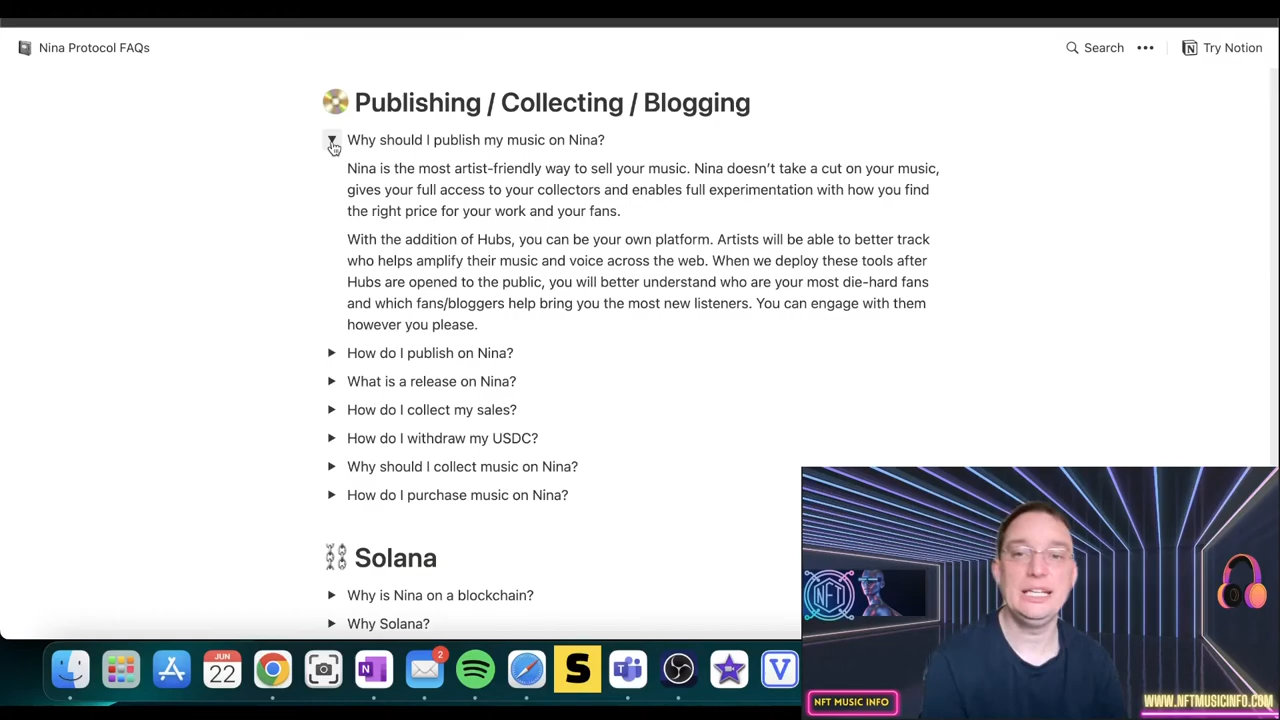 Nina Protocol FAQs
Search
Try Notion
Publishing / Collecting / Blogging
Why should I publish my music on Nina?
Nina is the most artist-friendly way to sell your music. Nina doesn’t take a cut on your music,
gives your full access to your collectors and enables full experimentation with how you find
the right price for your work and your fans.
With the addition of Hubs, you can be your own platform. Artists will be able to better track
who helps amplify their music and voice across the web. When we deploy these tools after
Hubs are opened to the public, you will better understand who are your most die-hard fans
and which fans/bloggers help bring you the most new listeners. You can engage with them
however you please.
How do I publish on Nina?
What is a release on Nina?
How do I collect my sales?
How do I withdraw my USDC?
Why should I collect music on Nina?
How do I purchase music on Nina?
Solana
Why is Nina on a blockchain?
Why Solana?
NFT
JUN
22
N
2
S
T
V
NFT MUSIC INFO
WWW.NFTMUSICINFO.COM